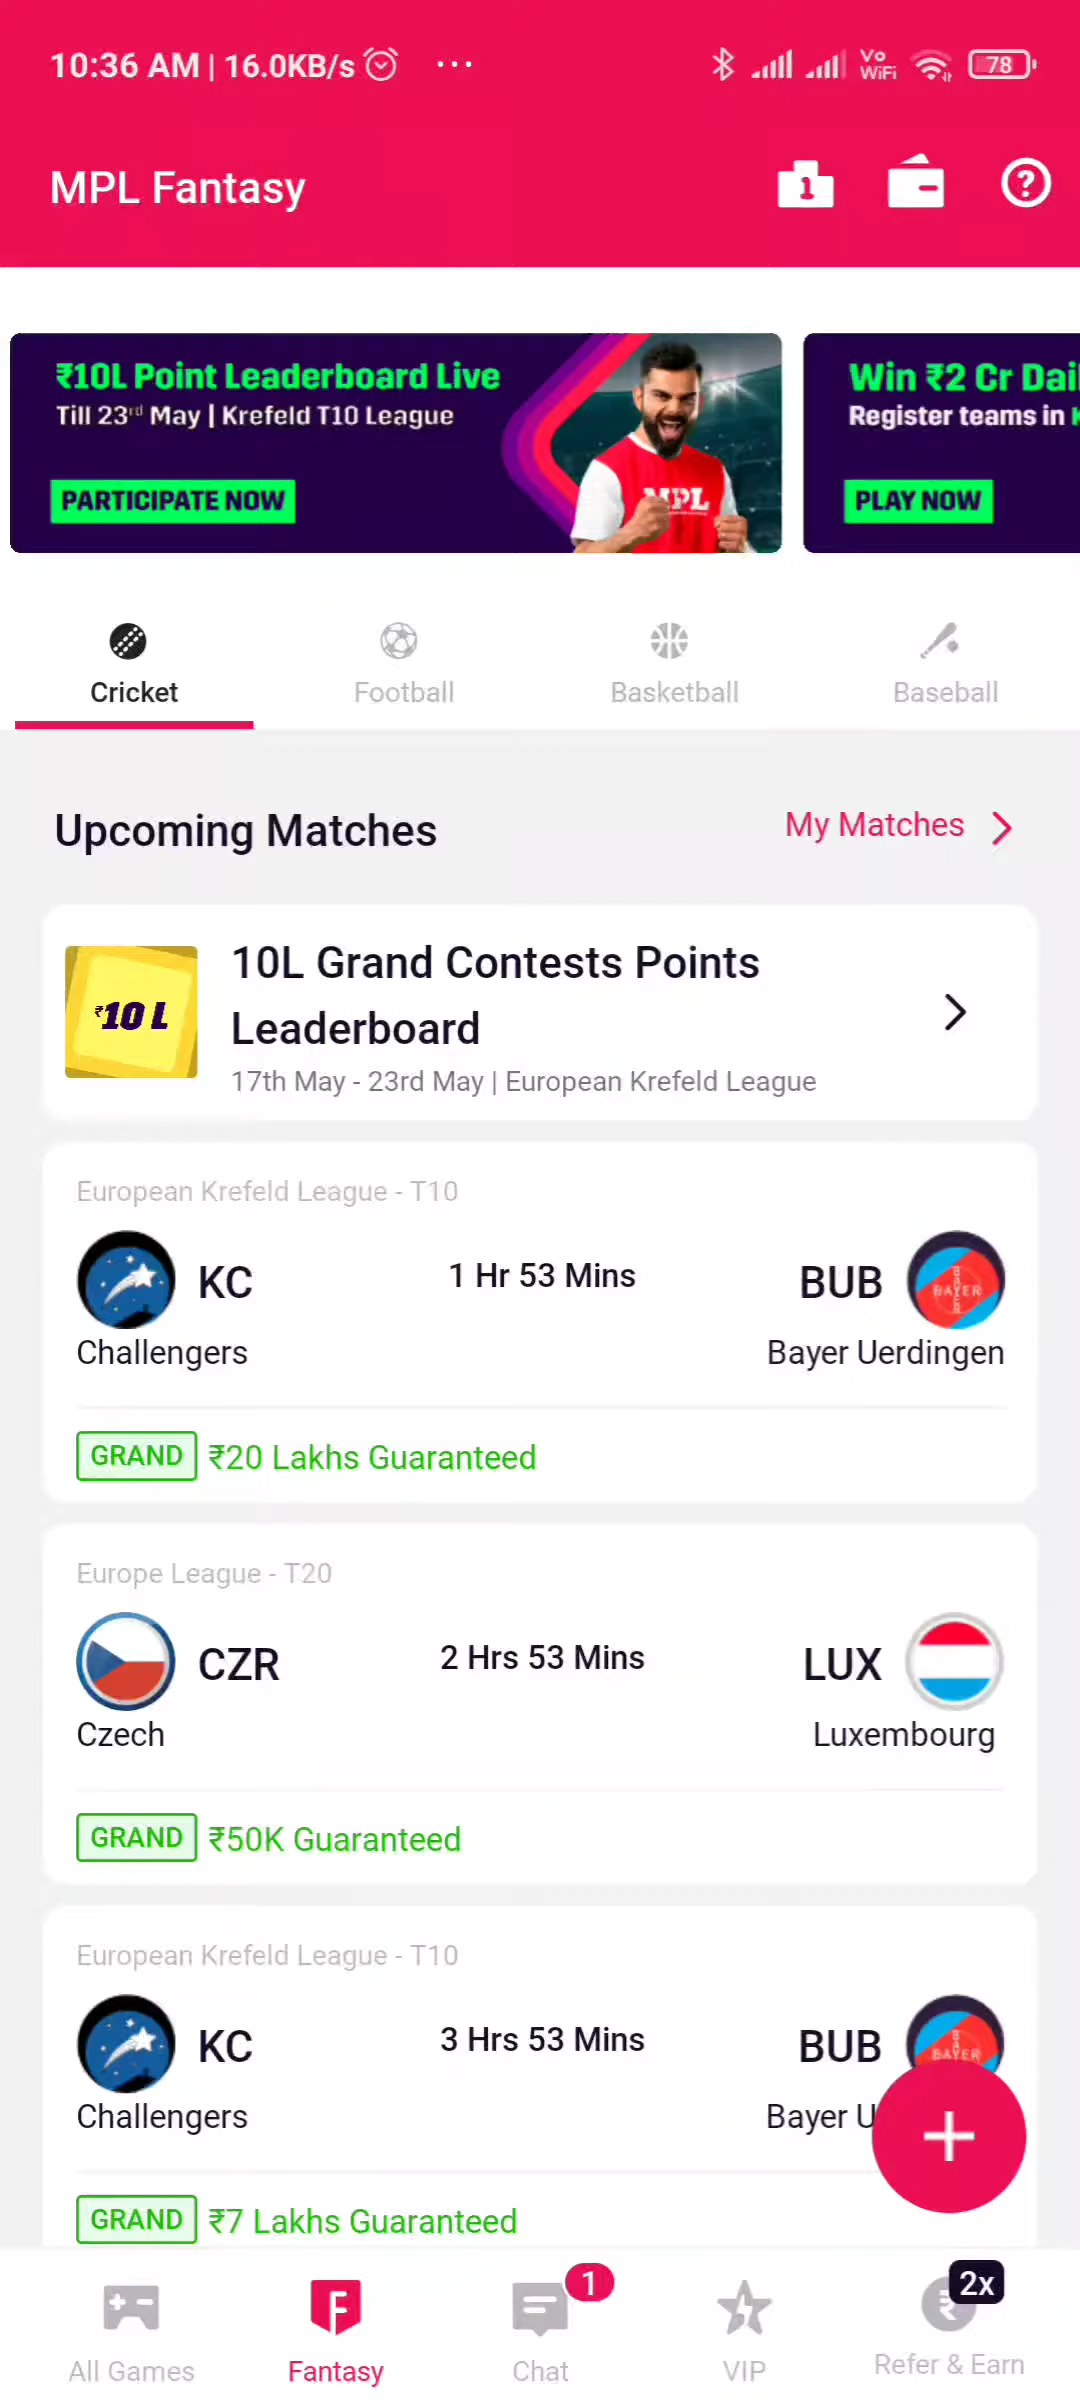 10:36 AM | 16.0KB/s ...
Vo WiFi
78
MPL Fantasy
1
?
₹10L Point Leaderboard Live
Till 23rd May | Krefeld T10 League
PARTICIPATE NOW
MPL
Win ₹2 Cr Dai
Register teams in
PLAY NOW
Cricket
Football
Basketball
Baseball
Upcoming Matches
My Matches
₹10 L
10L Grand Contests Points
Leaderboard
17th May - 23rd May | European Krefeld League
European Krefeld League - T10
KC
1 Hr 53 Mins
BUB
BAYER
Challengers
Bayer Uerdingen
GRAND ₹20 Lakhs Guaranteed
Europe League - T20
CZR
2 Hrs 53 Mins
LUX
Czech
Luxembourg
GRAND ₹50K Guaranteed
European Krefeld League - T10
KC
3 Hrs 53 Mins
BUB
BAYER
Challengers
Bayer U
GRAND ₹7 Lakhs Guaranteed
All Games
Fantasy
1
Chat
VIP
2x
Refer & Earn